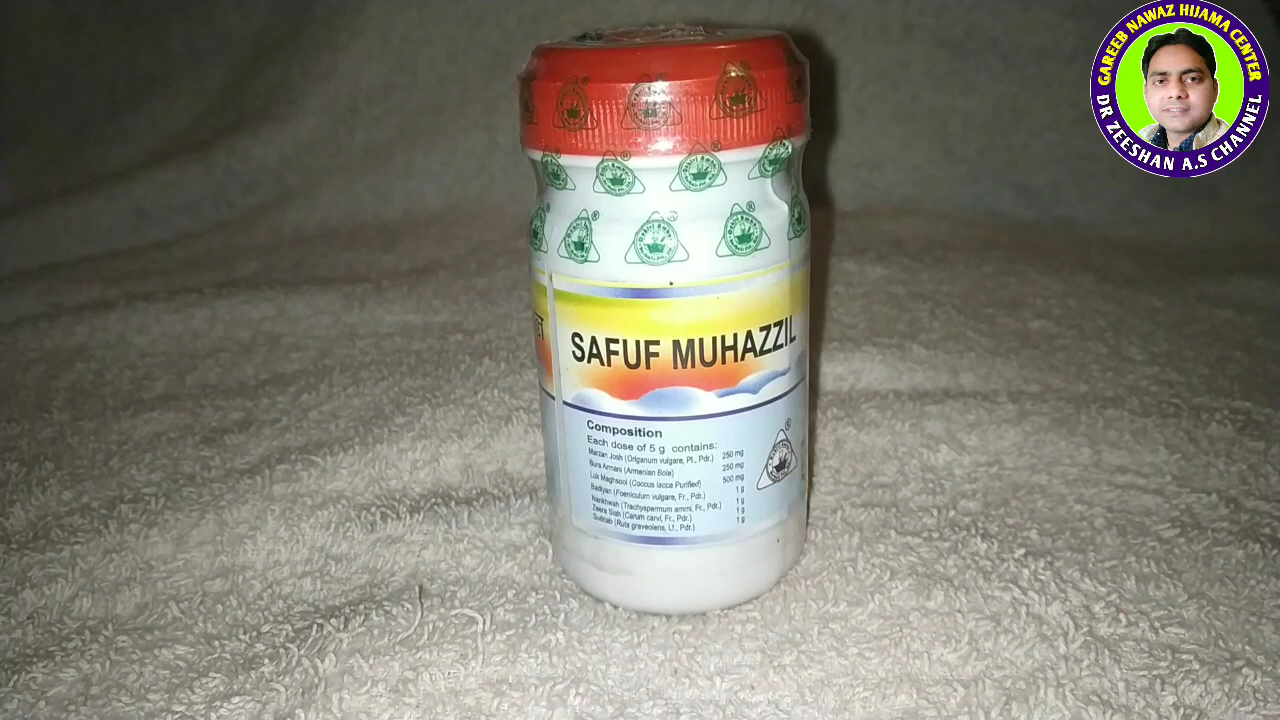 GAREEB NAWAZ HIJAMA CENTER
DR ZEESHAN A.S CHANNEL
SAFUF MUHAZZIL
Composition
Each dose of 5 g contains:
Marzan Josh (Origanum vulgare, Pl., Pdr.) 250 mg
Bura Armani (Armenian Bole) 250 mg
Luk Maghsool (Coccus lacca Purified) 500 mg
Badiyan (Foeniculum vulgare, Fr., Pdr.) 1 g
Nankhwah (Trachyspermum ammi, Fr., Pdr.) 1 g
Zeera Siah (Carum carvi, Fr., Pdr.) 1 g
Suddab (Ruta graveolens, Lf., Pdr.) 1 g